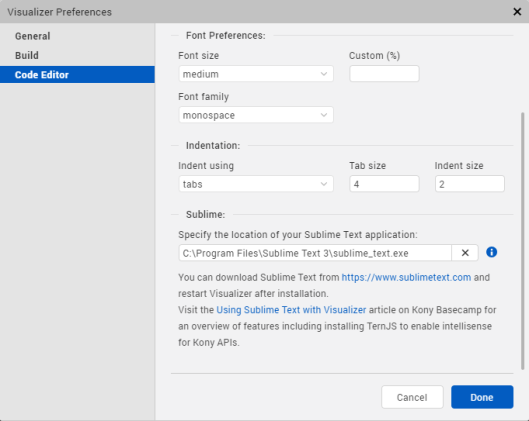 Visualizer Preferences
General
Build
Code Editor
Font Preferences:
Font size Custom (%)
medium
Font family
monospace
Indentation:
Indent using Tab size Indent size
tabs 4 2
Sublime:
Specify the location of your Sublime Text application:
C:\Program Files\Sublime Text 3\sublime_text.exe
You can download Sublime Text from https://www.sublimetext.com and
restart Visualizer after installation.
Visit the Using Sublime Text with Visualizer article on Kony Basecamp for
an overview of features including installing TernJS to enable intellisense
for Kony APIs.
Cancel Done